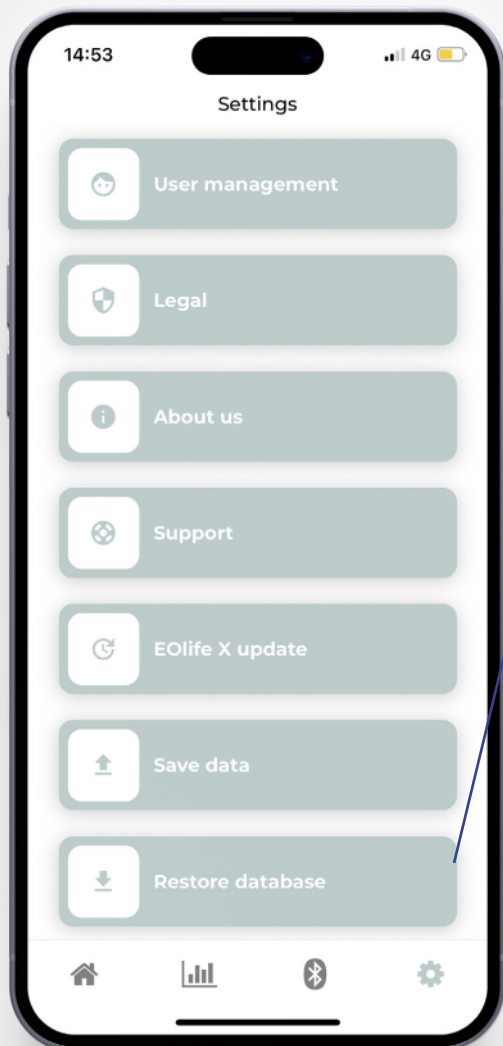 14:53
4G
Settings
User management
Legal
About us
Support
EOlife X update
Save data
Restore database